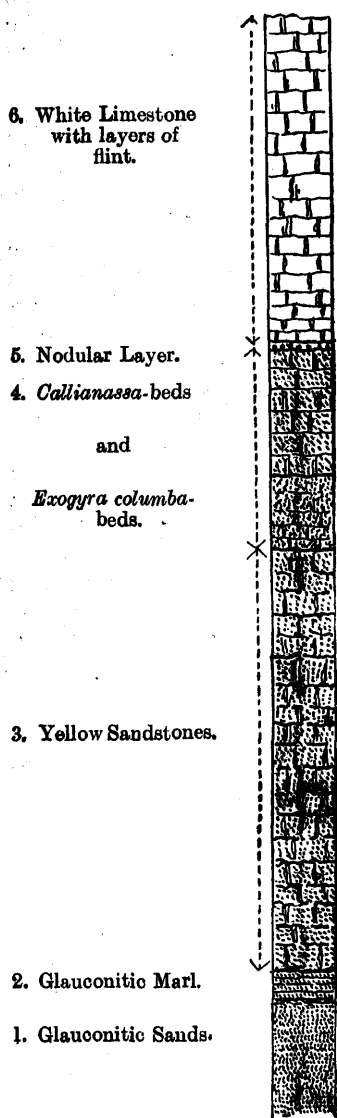 6. White Limestone
with layers of
flint.
5. Nodular Layer.
4. Callianassa-beds
and
Exogyra columba-
beds.
3. Yellow Sandstones.
2. Glauconitic Marl.
1. Glauconitic Sands.